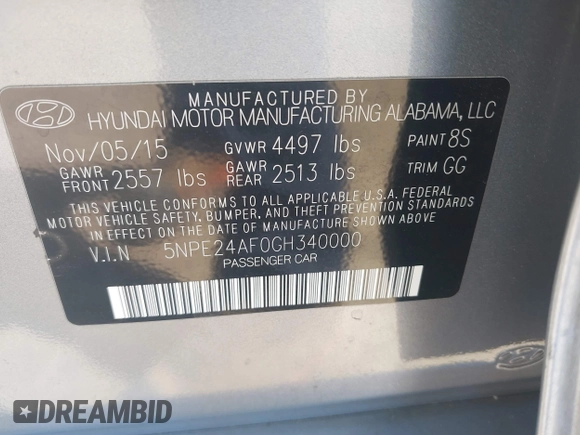 MANUFACTURED BY
HYUNDAI MOTOR MANUFACTURING ALABAMA, LLC
Nov/05/15 GVWR 4497 lbs PAINT 8S
GAWR FRONT 2557 lbs GAWR REAR 2513 lbs TRIM GG
THIS VEHICLE CONFORMS TO ALL APPLICABLE U.S.A. FEDERAL
MOTOR VEHICLE SAFETY, BUMPER, AND THEFT PREVENTION STANDARDS
IN EFFECT ON THE DATE OF MANUFACTURE SHOWN ABOVE.
V.I.N 5NPE24AF0GH340000
PASSENGER CAR
DREAMBID